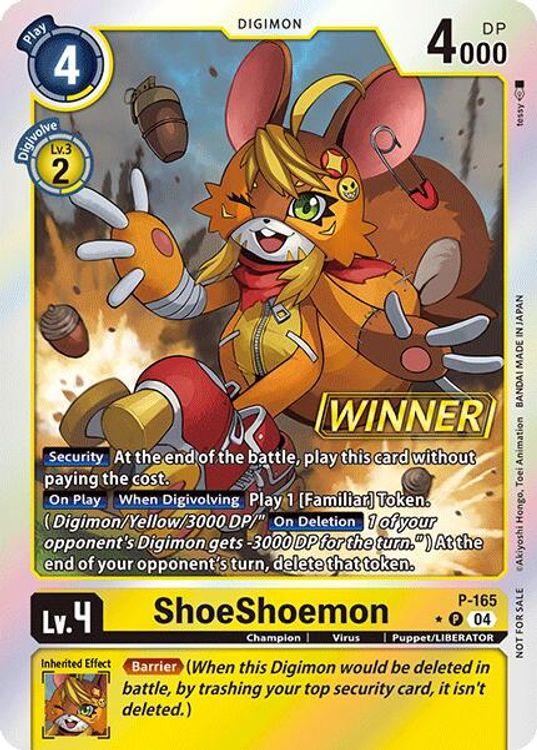 Play
4
DIGIMON
4000
DP
Digivolve
Lv.3
2
tessy
WINNER
Security At the end of the battle, play this card without
paying the cost.
On Play When Digivolving Play 1 [Familiar] Token.
(Digimon/Yellow/3000 DP/" On Deletion 1 of your
opponent's Digimon gets -3000 DP for the turn.") At the
end of your opponent's turn, delete that token.
©Akiyoshi Hongo, Toei Animation BANDAI MADE IN JAPAN
NOT FOR SALE
Lv.4
ShoeShoemon
P-165
P 04
Champion Virus Puppet/LIBERATOR
Inherited Effect
Barrier (When this Digimon would be deleted in
battle, by trashing your top security card, it isn't
deleted.)